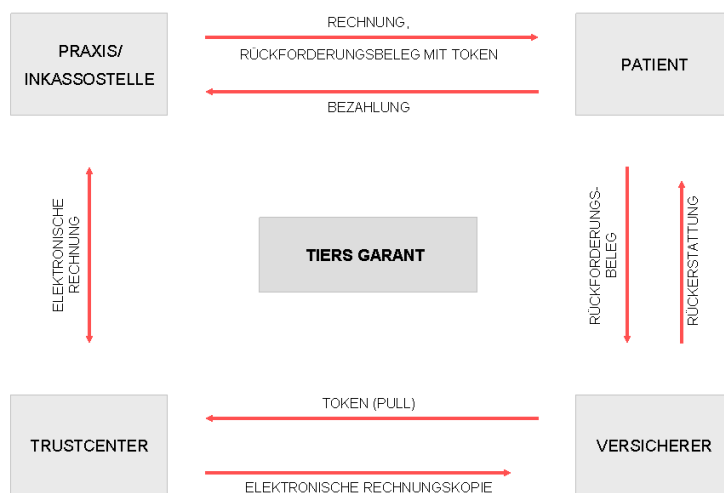 RECHNUNG,
PRAXIS/
INKASSOSTELLE
RÜCKFORDERUNGSBELEG MIT TOKEN
PATIENT
BEZAHLUNG
ELEKTRONISCHE
RECHNUNG
TIERS GARANT
RÜCKFORDERUNGS-
BELEG
RÜCKERSTATTUNG
TOKEN (PULL)
TRUSTCENTER
VERSICHERER
ELEKTRONISCHE RECHNUNGSKOPIE